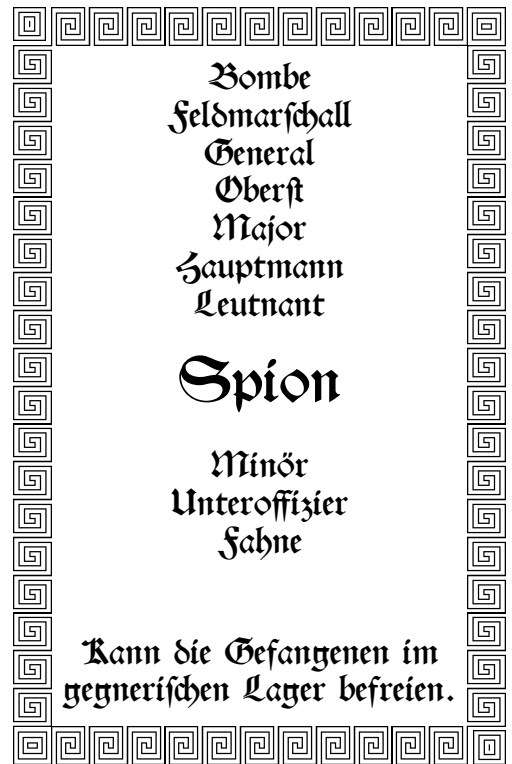 Bombe
Feldmarſchall
General
Oberſt
Major
Hauptmann
Leutnant
Spion
Minör
Unteroffizier
Fahne
Kann die Gefangenen im
gegneriſchen Lager befreien.